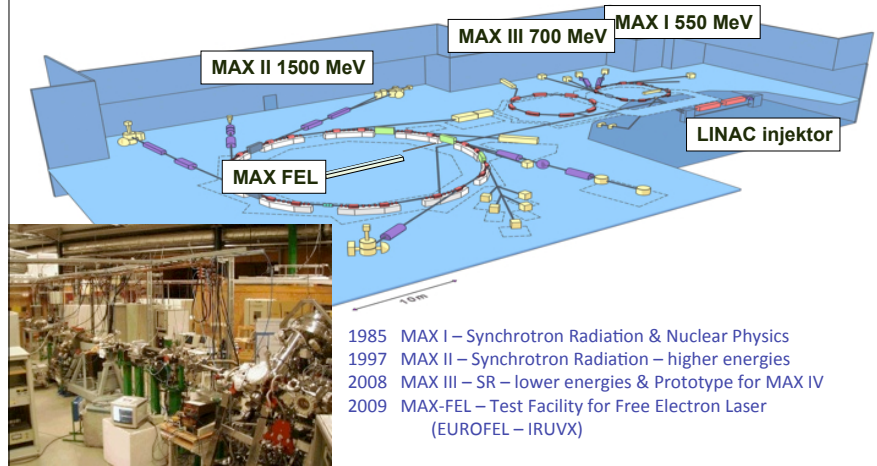 MAX I 550 MeV
MAX III 700 MeV
MAX II 1500 MeV
LINAC injektor
MAX FEL
10m
1985 MAX I – Synchrotron Radiation & Nuclear Physics
1997 MAX II – Synchrotron Radiation – higher energies
2008 MAX III – SR – lower energies & Prototype for MAX IV
2009 MAX-FEL – Test Facility for Free Electron Laser
(EUROFEL – IRUVX)